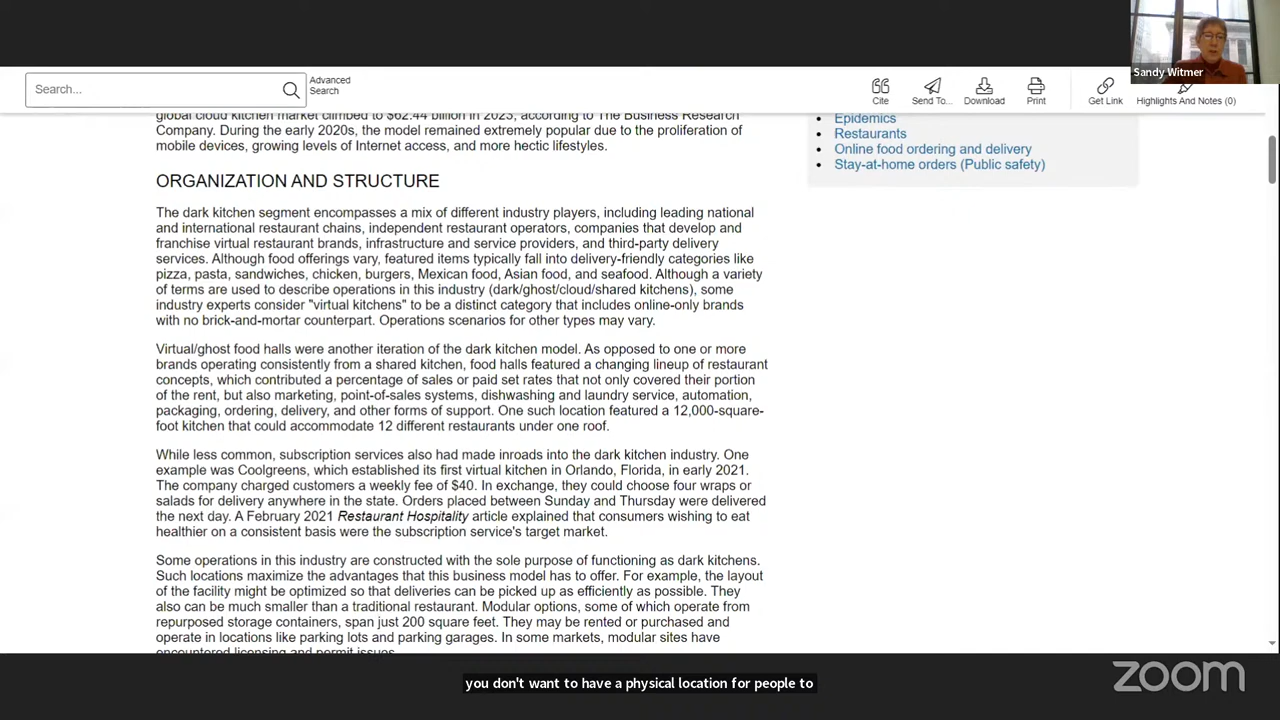 Sandy Witmer
Search...
Advanced
Search
Cite
Send To...
Download
Print
Get Link
Highlights And Notes (0)
global cloud kitchen market climbed to $62.44 billion in 2023, according to The Business Research
Company. During the early 2020s, the model remained extremely popular due to the proliferation of
mobile devices, growing levels of Internet access, and more hectic lifestyles.
Epidemics
Restaurants
Online food ordering and delivery
Stay-at-home orders (Public safety)
ORGANIZATION AND STRUCTURE
The dark kitchen segment encompasses a mix of different industry players, including leading national
and international restaurant chains, independent restaurant operators, companies that develop and
franchise virtual restaurant brands, infrastructure and service providers, and third-party delivery
services. Although food offerings vary, featured items typically fall into delivery-friendly categories like
pizza, pasta, sandwiches, chicken, burgers, Mexican food, Asian food, and seafood. Although a variety
of terms are used to describe operations in this industry (dark/ghost/cloud/shared kitchens), some
industry experts consider "virtual kitchens" to be a distinct category that includes online-only brands
with no brick-and-mortar counterpart. Operations scenarios for other types may vary.
Virtual/ghost food halls were another iteration of the dark kitchen model. As opposed to one or more
brands operating consistently from a shared kitchen, food halls featured a changing lineup of restaurant
concepts, which contributed a percentage of sales or paid set rates that not only covered their portion
of the rent, but also marketing, point-of-sales systems, dishwashing and laundry service, automation,
packaging, ordering, delivery, and other forms of support. One such location featured a 12,000-square-
foot kitchen that could accommodate 12 different restaurants under one roof.
While less common, subscription services also had made inroads into the dark kitchen industry. One
example was Coolgreens, which established its first virtual kitchen in Orlando, Florida, in early 2021.
The company charged customers a weekly fee of $40. In exchange, they could choose four wraps or
salads for delivery anywhere in the state. Orders placed between Sunday and Thursday were delivered
the next day. A February 2021 Restaurant Hospitality article explained that consumers wishing to eat
healthier on a consistent basis were the subscription service's target market.
Some operations in this industry are constructed with the sole purpose of functioning as dark kitchens.
Such locations maximize the advantages that this business model has to offer. For example, the layout
of the facility might be optimized so that deliveries can be picked up as efficiently as possible. They
also can be much smaller than a traditional restaurant. Modular options, some of which operate from
repurposed storage containers, span just 200 square feet. They may be rented or purchased and
operate in locations like parking lots and parking garages. In some markets, modular sites have
encountered licensing and permit issues.
you don't want to have a physical location for people to
zoom